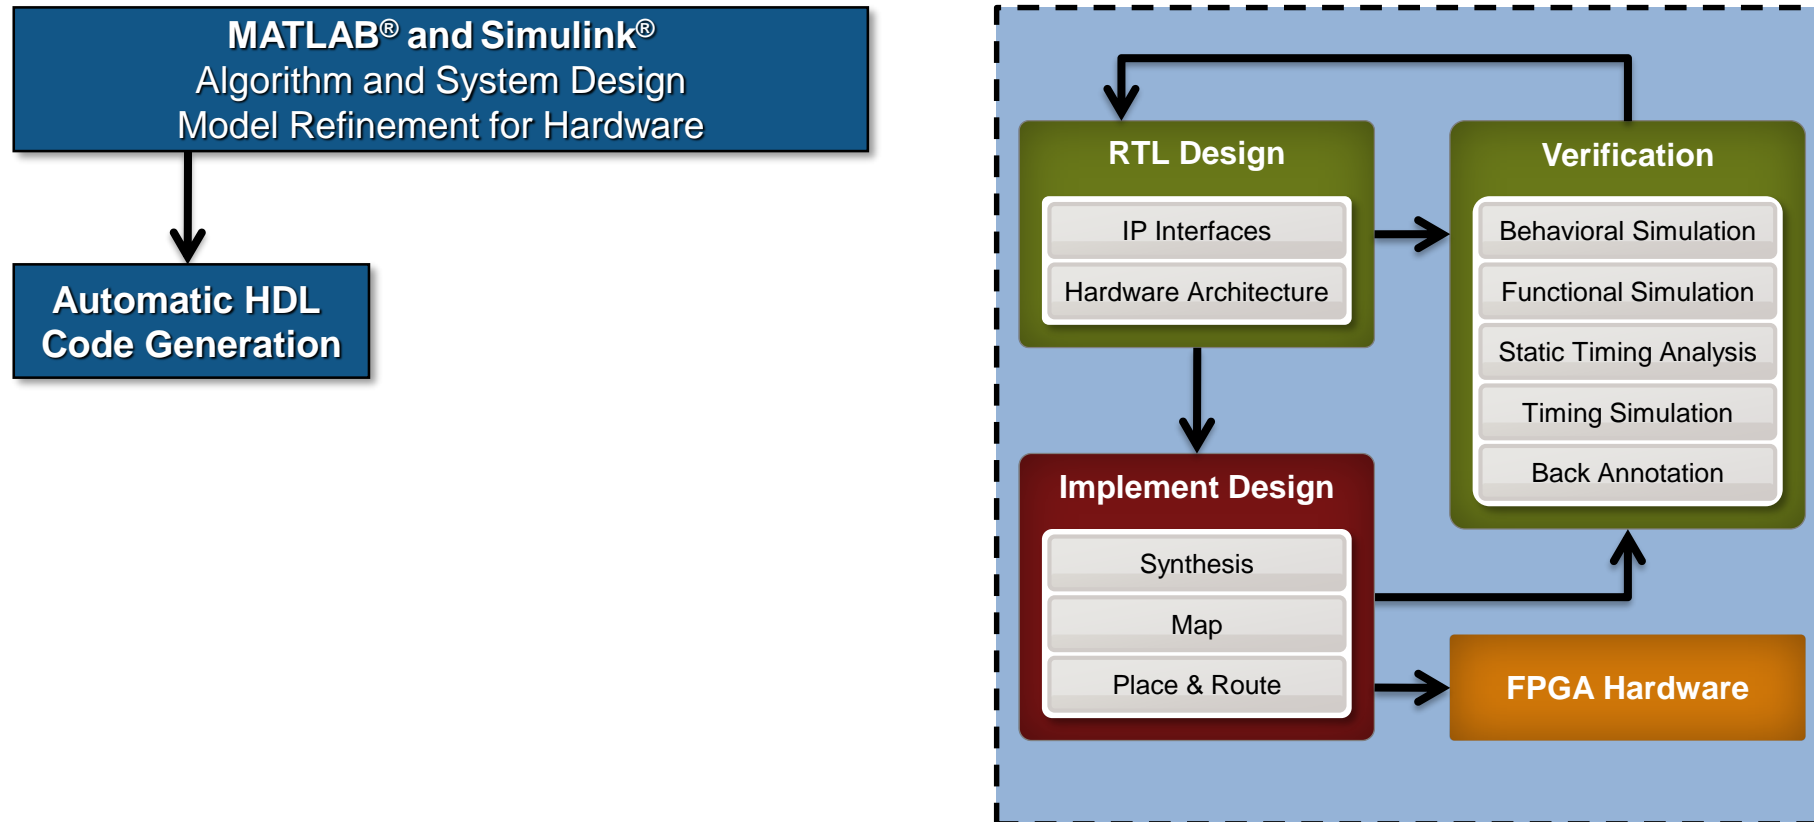 MATLAB® and Simulink®
Algorithm and System Design
Model Refinement for Hardware
Automatic HDL
Code Generation
RTL Design
IP Interfaces
Hardware Architecture
Verification
Behavioral Simulation
Functional Simulation
Static Timing Analysis
Timing Simulation
Back Annotation
Implement Design
Synthesis
Map
Place & Route
FPGA Hardware